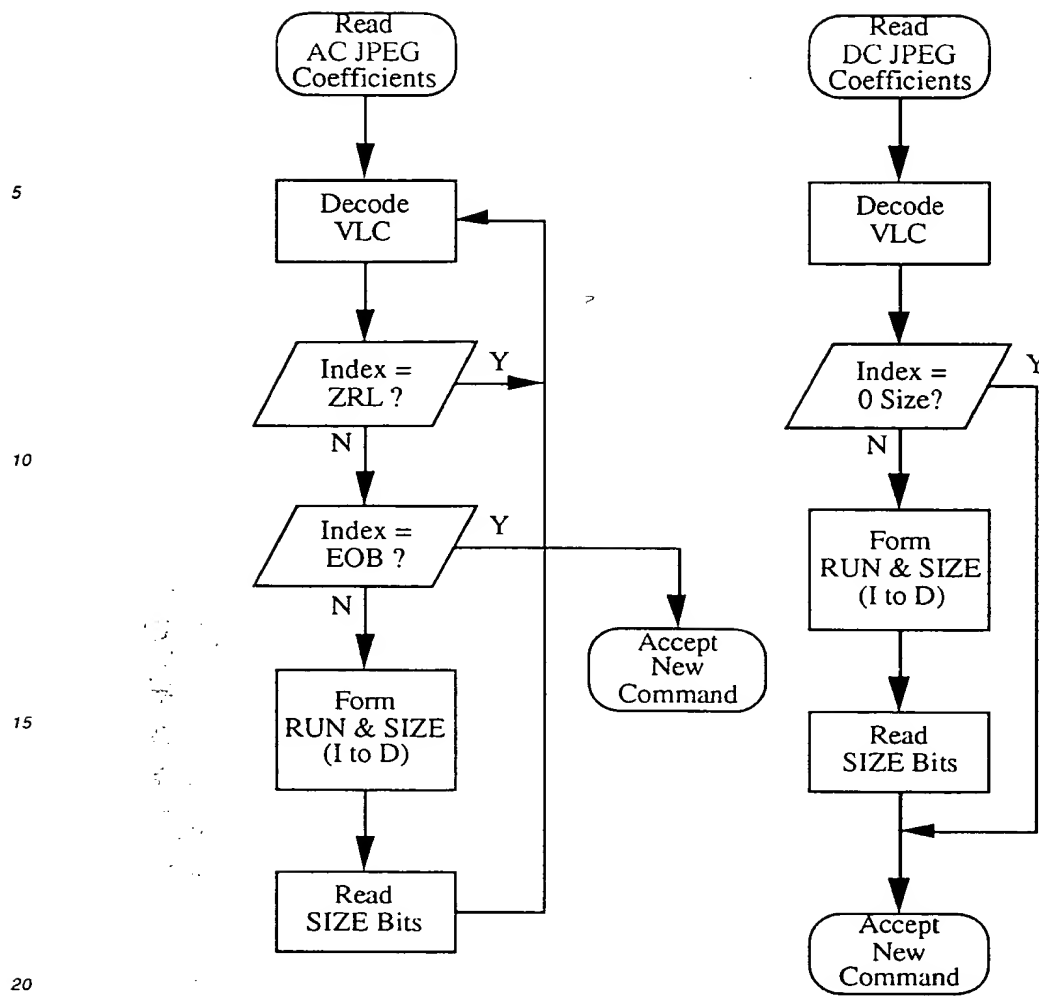 Read
AC JPEG
Coefficients
Decode
VLC
Index =
ZRL ?
Y
N
Index =
EOB ?
Y
N
Accept
New
Command
Form
RUN & SIZE
(I to D)
Read
SIZE Bits
Read
DC JPEG
Coefficients
Decode
VLC
Index =
0 Size?
Y
N
Form
RUN & SIZE
(I to D)
Read
SIZE Bits
Accept
New
Command
5
10
15
20